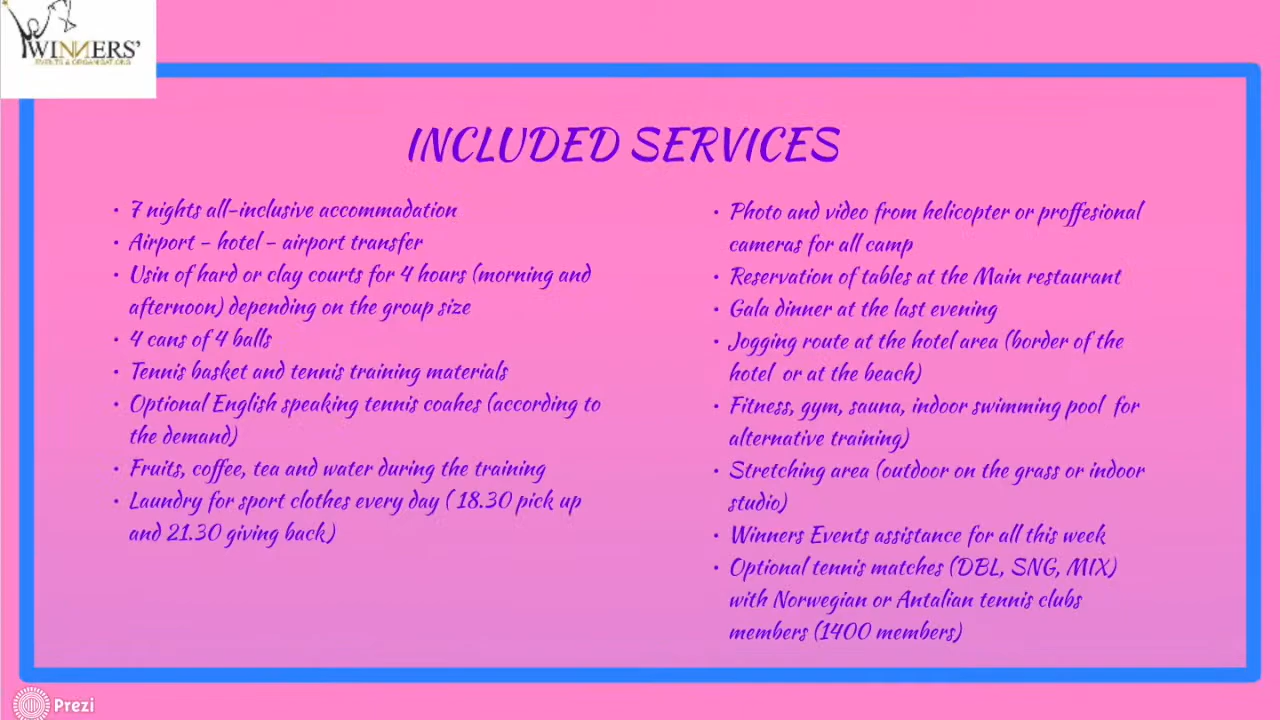 WINNERS'
EVENTS & ORGANISATIONS
INCLUDED SERVICES
• 7 nights all-inclusive accommadation
• Airport - hotel - airport transfer
• Usin of hard or clay courts for 4 hours (morning and
afternoon) depending on the group size
• 4 cans of 4 balls
• Tennis basket and tennis training materials
• Optional English speaking tennis coahes (according to
the demand)
• Fruits, coffee, tea and water during the training
• Laundry for sport clothes every day ( 18.30 pick up
and 21.30 giving back)
• Photo and video from helicopter or proffesional
cameras for all camp
• Reservation of tables at the Main restaurant
• Gala dinner at the last evening
• Jogging route at the hotel area (border of the
hotel or at the beach)
• Fitness, gym, sauna, indoor swimming pool for
alternative training)
• Stretching area (outdoor on the grass or indoor
studio)
• Winners Events assistance for all this week
• Optional tennis matches (DBL, SNG, MIX)
with Norwegian or Antalian tennis clubs
members (1400 members)
Prezi